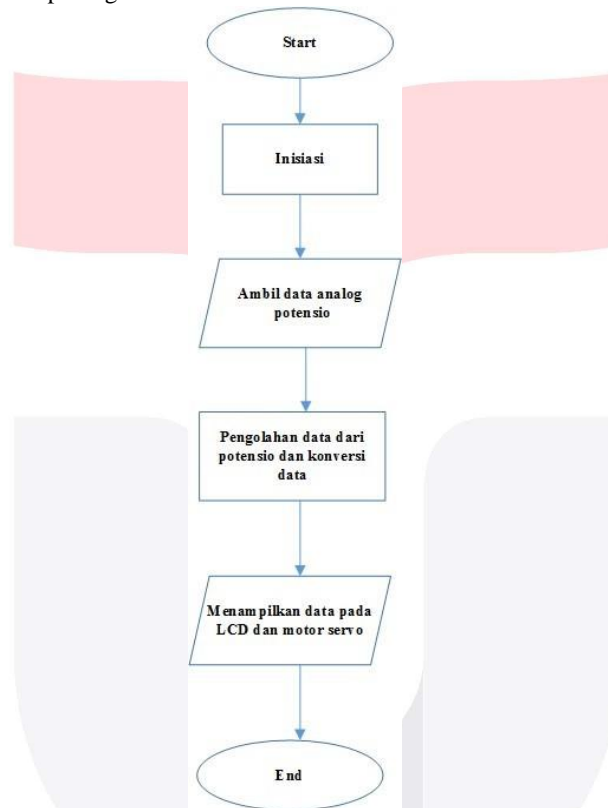 Start
Inisiasi
Ambil data analog
potensio
Pengolahan data dari
potensio dan konversi
data
Menampilkan data pada
LCD dan motor servo
End